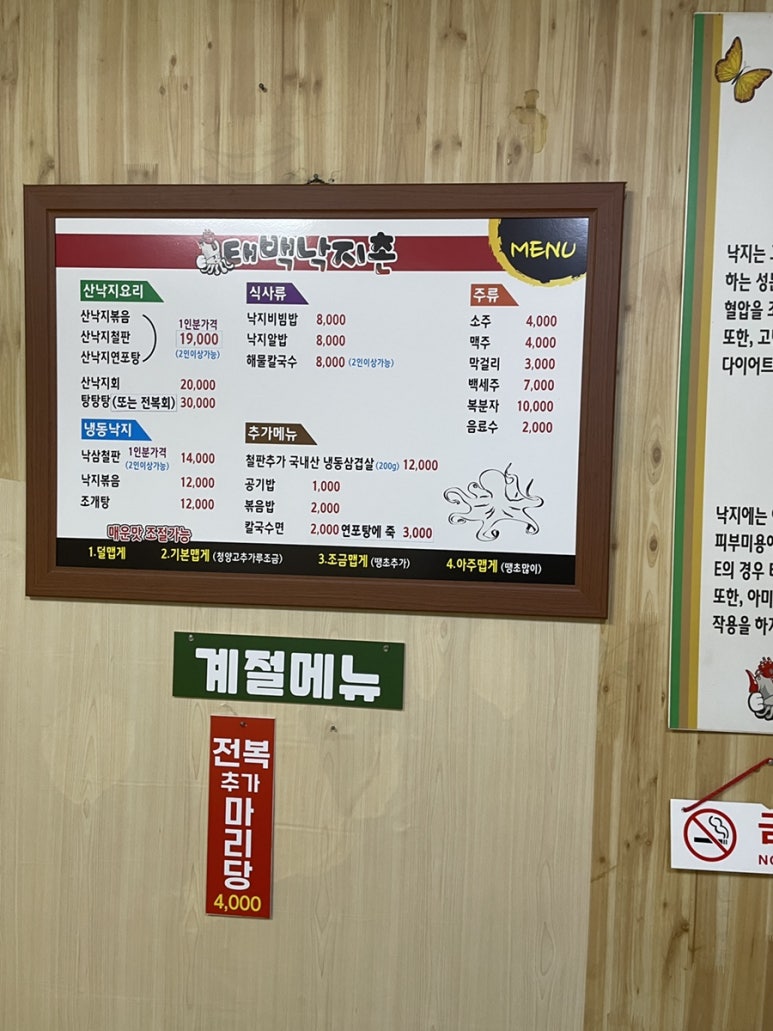 태백낙지촌
MENU
산낙지요리
산낙지볶음
산낙지철판
산낙지연포탕
1인분가격
19,000
(2인이상가능)
산낙지회 20,000
탕탕탕(또는 전복회) 30,000
냉동낙지
낙삼철판 1인분가격 (2인이상가능) 14,000
낙지볶음 12,000
조개탕 12,000
식사류
낙지비빔밥 8,000
낙지알밥 8,000
해물칼국수 8,000 (2인이상가능)
추가메뉴
철판추가 국내산 냉동삼겹살(200g) 12,000
공기밥 1,000
볶음밥 2,000
칼국수면 2,000 연포탕에 죽 3,000
주류
소주 4,000
맥주 4,000
막걸리 3,000
백세주 7,000
복분자 10,000
음료수 2,000
매운맛 조절가능
1.덜맵게 2.기본맵게 (청양고추가루조금) 3.조금맵게 (땡초추가) 4.아주맵게 (땡초많이)
계절메뉴
전복
추가
마리당
4,000
낙지는
하는 성분
혈압을
또한, 고
다이어트
낙지에는
피부미용에
E의 경우
또한, 아미
작용을 하